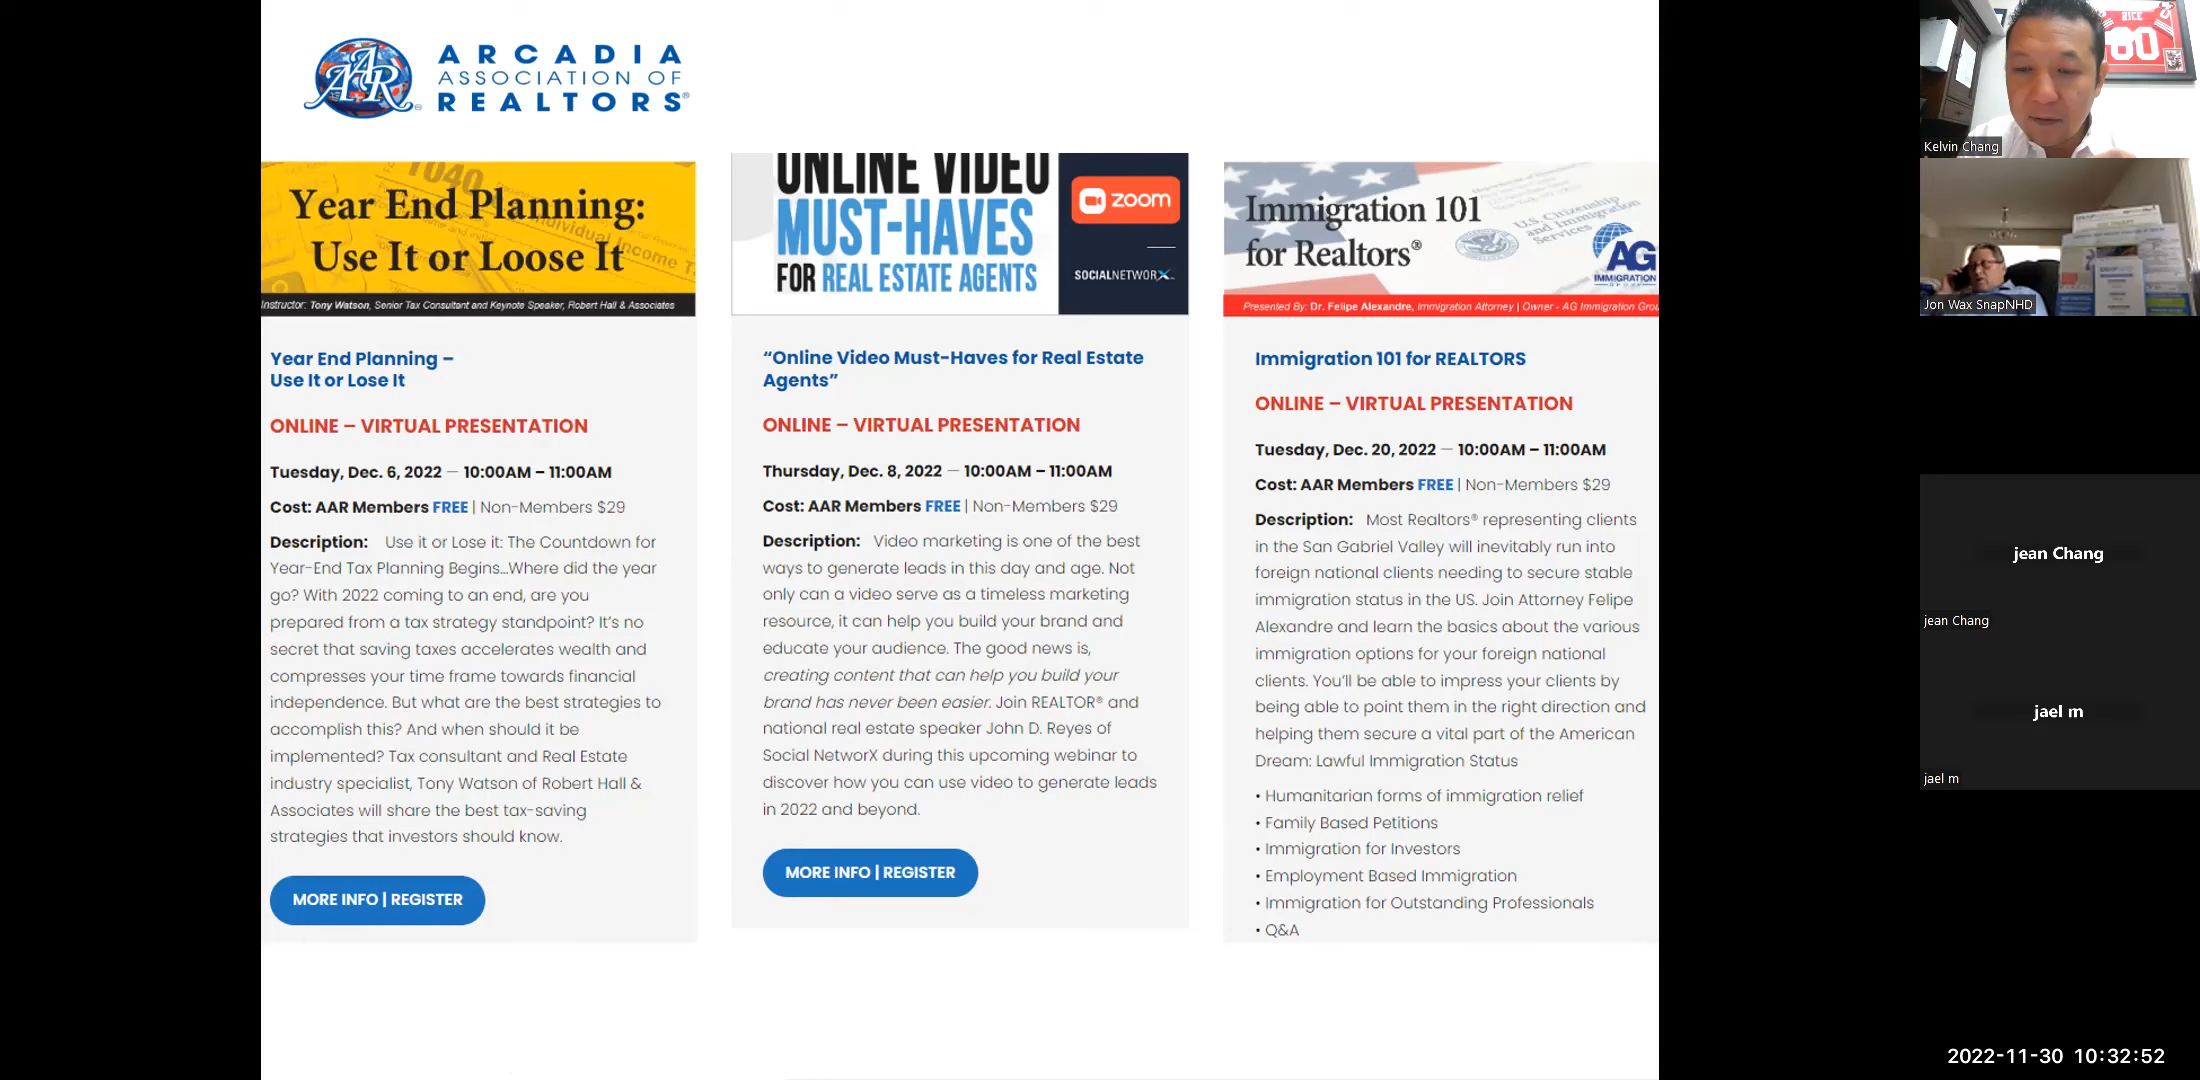 AAR
ARCADIA
ASSOCIATION OF
REALTORS®
1040
Individual Income T
Year End Planning:
Use It or Loose It
Instructor: Tony Watson, Senior Tax Consultant and Keynote Speaker, Robert Hall & Associates
Year End Planning –
Use It or Lose It
ONLINE – VIRTUAL PRESENTATION
Tuesday, Dec. 6, 2022 — 10:00AM – 11:00AM
Cost: AAR Members FREE | Non-Members $29
Description: Use it or Lose it: The Countdown for
Year-End Tax Planning Begins…Where did the year
go? With 2022 coming to an end, are you
prepared from a tax strategy standpoint? It's no
secret that saving taxes accelerates wealth and
compresses your time frame towards financial
independence. But what are the best strategies to
accomplish this? And when should it be
implemented? Tax consultant and Real Estate
industry specialist, Tony Watson of Robert Hall &
Associates will share the best tax-saving
strategies that investors should know.
MORE INFO | REGISTER
ONLINE VIDEO
MUST-HAVES
FOR REAL ESTATE AGENTS
zoom
SOCIALNETWORX
“Online Video Must-Haves for Real Estate
Agents”
ONLINE – VIRTUAL PRESENTATION
Thursday, Dec. 8, 2022 — 10:00AM – 11:00AM
Cost: AAR Members FREE | Non-Members $29
Description: Video marketing is one of the best
ways to generate leads in this day and age. Not
only can a video serve as a timeless marketing
resource, it can help you build your brand and
educate your audience. The good news is,
creating content that can help you build your
brand has never been easier. Join REALTOR® and
national real estate speaker John D. Reyes of
Social NetworX during this upcoming webinar to
discover how you can use video to generate leads
in 2022 and beyond.
MORE INFO | REGISTER
Immigration 101
for Realtors®
U.S. Citizenship
and Immigration
Services
AG
IMMIGRATION
GROUP
Presented By: Dr. Felipe Alexandre, Immigration Attorney | Owner - AG Immigration Grou
Immigration 101 for REALTORS
ONLINE – VIRTUAL PRESENTATION
Tuesday, Dec. 20, 2022 — 10:00AM – 11:00AM
Cost: AAR Members FREE | Non-Members $29
Description: Most Realtors® representing clients
in the San Gabriel Valley will inevitably run into
foreign national clients needing to secure stable
immigration status in the US. Join Attorney Felipe
Alexandre and learn the basics about the various
immigration options for your foreign national
clients. You'll be able to impress your clients by
being able to point them in the right direction and
helping them secure a vital part of the American
Dream: Lawful Immigration Status
• Humanitarian forms of immigration relief
• Family Based Petitions
• Immigration for Investors
• Employment Based Immigration
• Immigration for Outstanding Professionals
• Q&A
RICE
80
Kelvin Chang
Jon Wax SnapNHD
jean Chang
jean Chang
jael m
jael m
2022-11-30 10:32:52